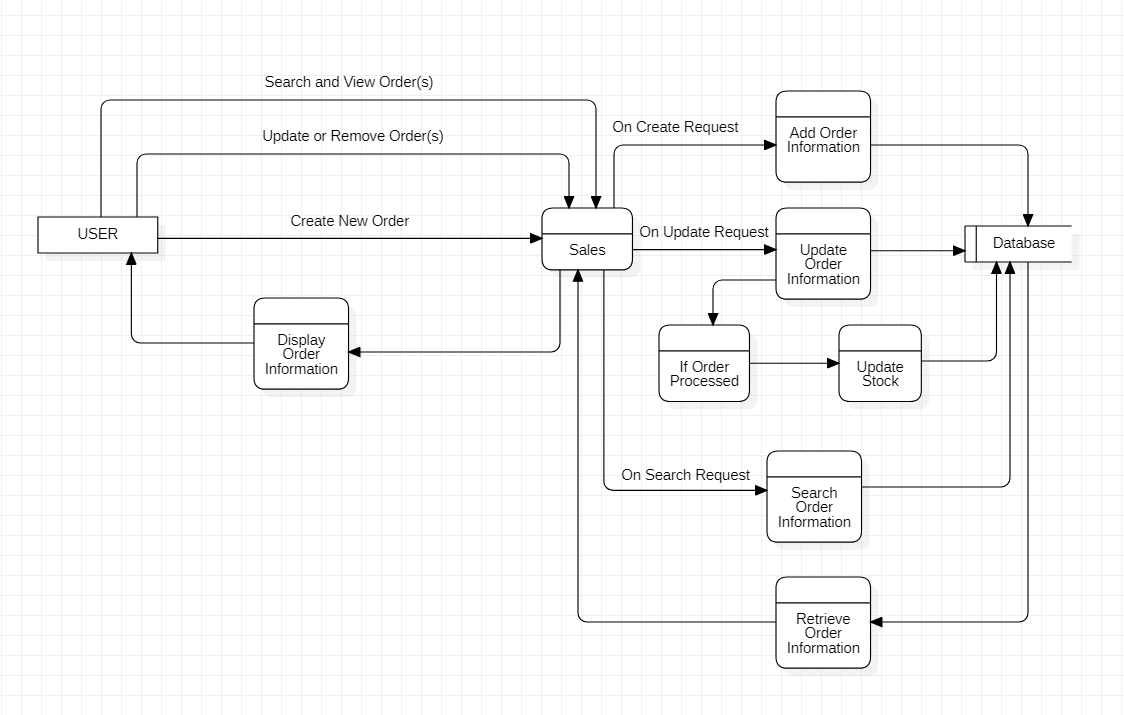 Search and View Order(s)
Update or Remove Order(s)
On Create Request
Add Order
Information
Create New Order
USER
On Update Request
Sales
Update
Order
Information
Database
Display
Order
Information
If Order
Processed
Update
Stock
On Search Request
Search
Order
Information
Retrieve
Order
Information